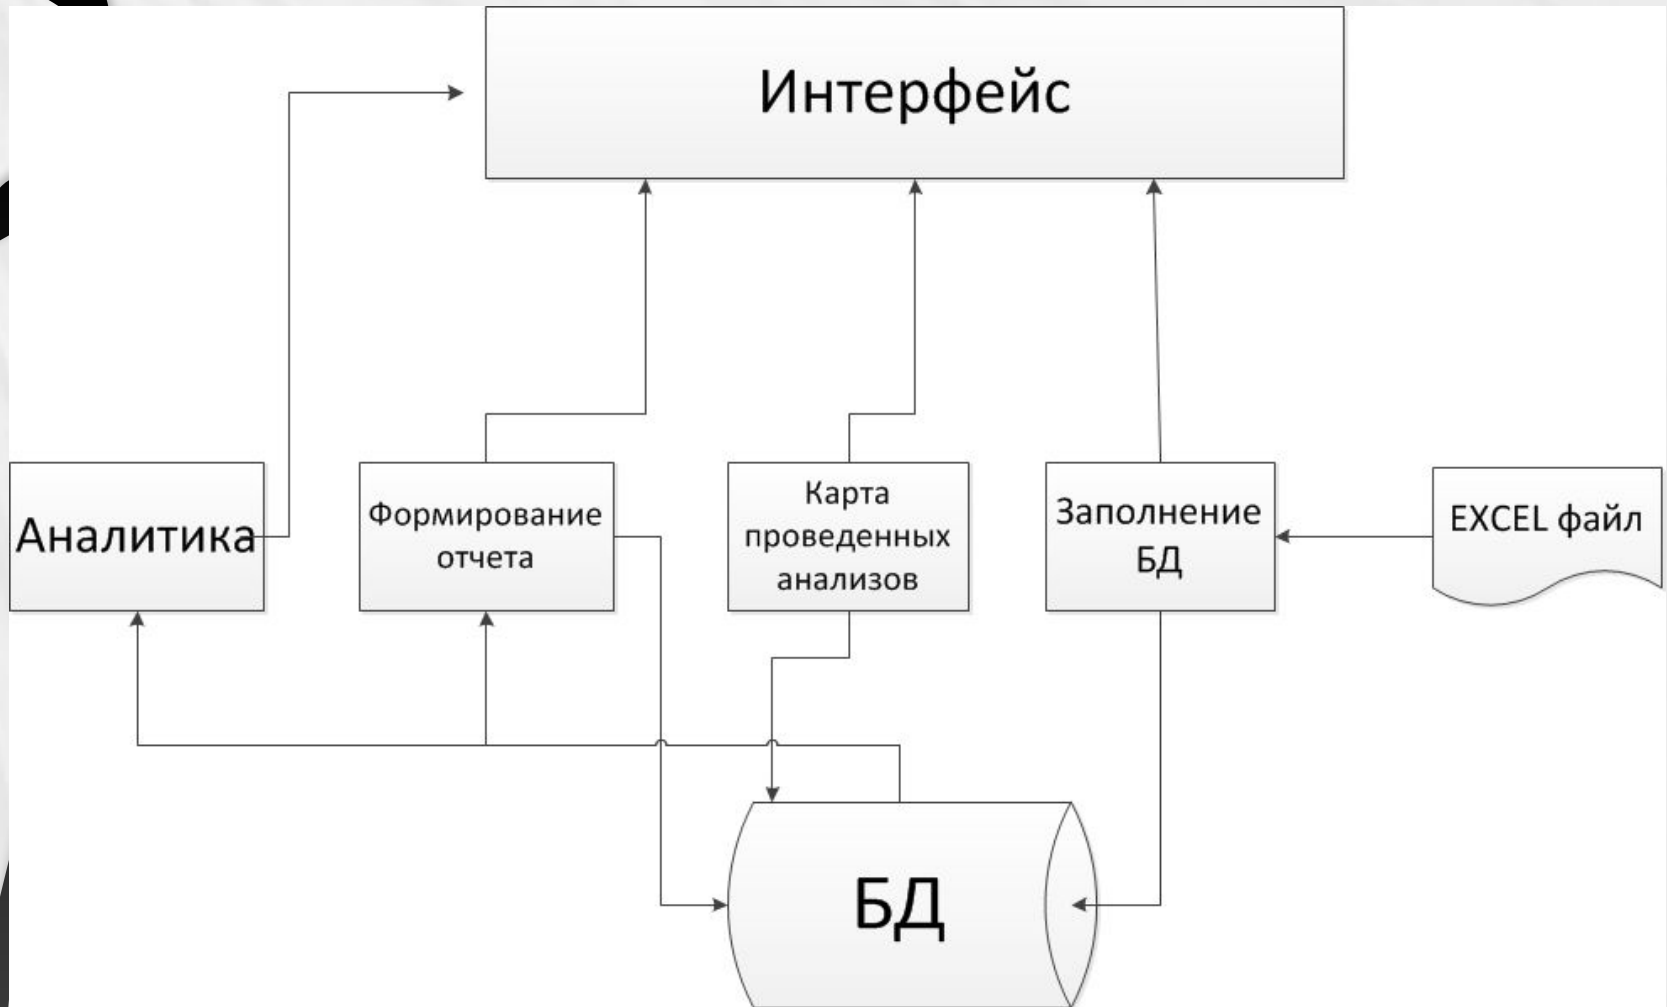 Интерфейс
Аналитика
Формирование
отчета
Карта
проведенных
анализов
Заполнение
БД
EXCEL файл
БД